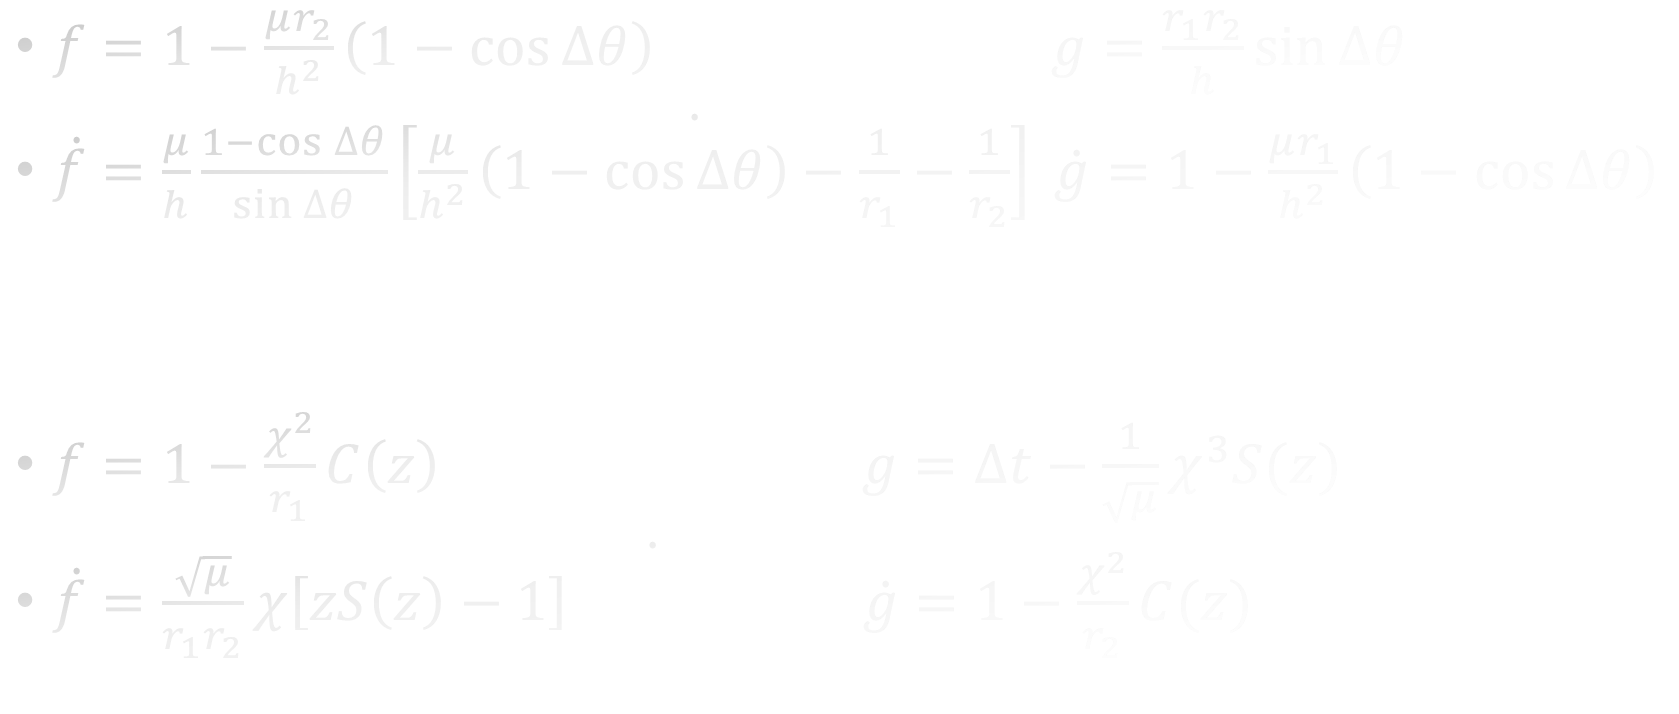 • f = 1 − μr₂/h² (1 − cos Δθ) g = r₁r₂/h sin Δθ
• ḟ = μ/h (1−cos Δθ)/(sin Δθ) [μ/h² (1 − cos Δθ) − 1/r₁ − 1/r₂] ġ = 1 − μr₁/h² (1 − cos Δθ)
• f = 1 − χ²/r₁ C(z) g = Δt − 1/√μ χ³S(z)
• ḟ = √μ/(r₁r₂) χ[zS(z) − 1] ġ = 1 − χ²/r₂ C(z)